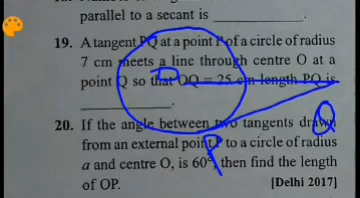 parallel to a secant is ____________.
19. A tangent PQ at a point P of a circle of radius
7 cm meets a line through centre O at a
point Q so that OQ = 25 cm length PQ is
____________.
20. If the angle between two tangents drawn
from an external point P to a circle of radius
a and centre O, is 60°, then find the length
of OP. [Delhi 2017]
O
Q
P